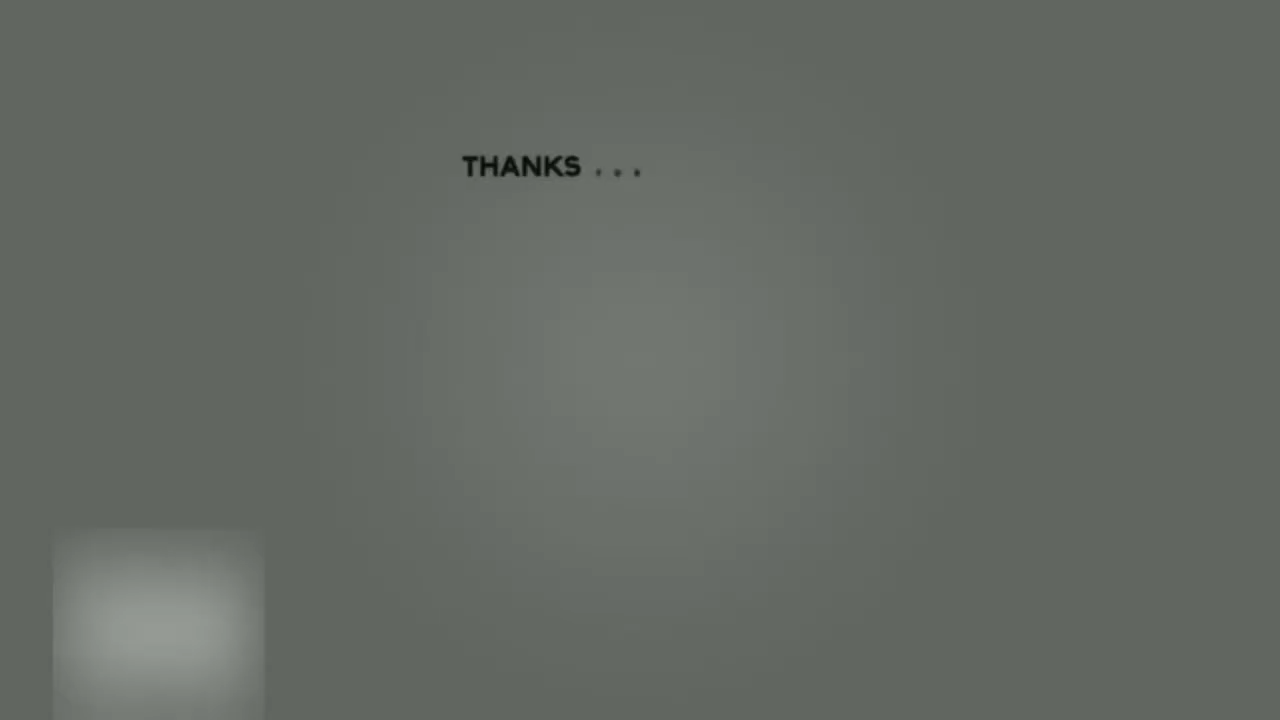 THANKS . . .